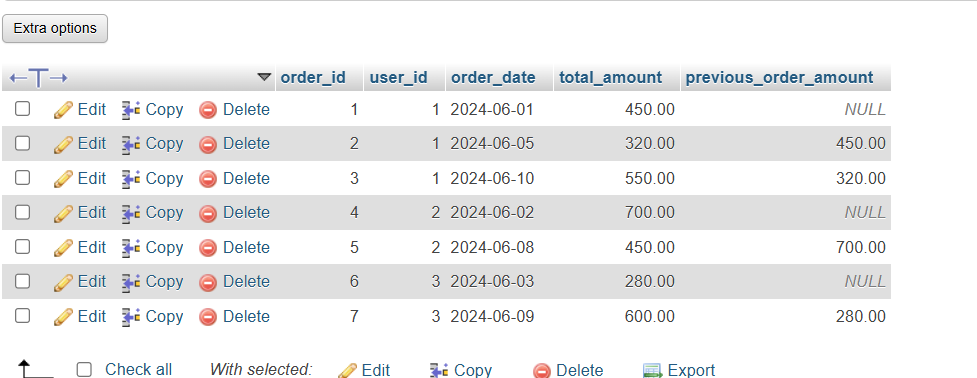 Extra options
order_id user_id order_date total_amount previous_order_amount
Edit Copy Delete 1 1 2024-06-01 450.00 NULL
Edit Copy Delete 2 1 2024-06-05 320.00 450.00
Edit Copy Delete 3 1 2024-06-10 550.00 320.00
Edit Copy Delete 4 2 2024-06-02 700.00 NULL
Edit Copy Delete 5 2 2024-06-08 450.00 700.00
Edit Copy Delete 6 3 2024-06-03 280.00 NULL
Edit Copy Delete 7 3 2024-06-09 600.00 280.00
Check all With selected: Edit Copy Delete Export